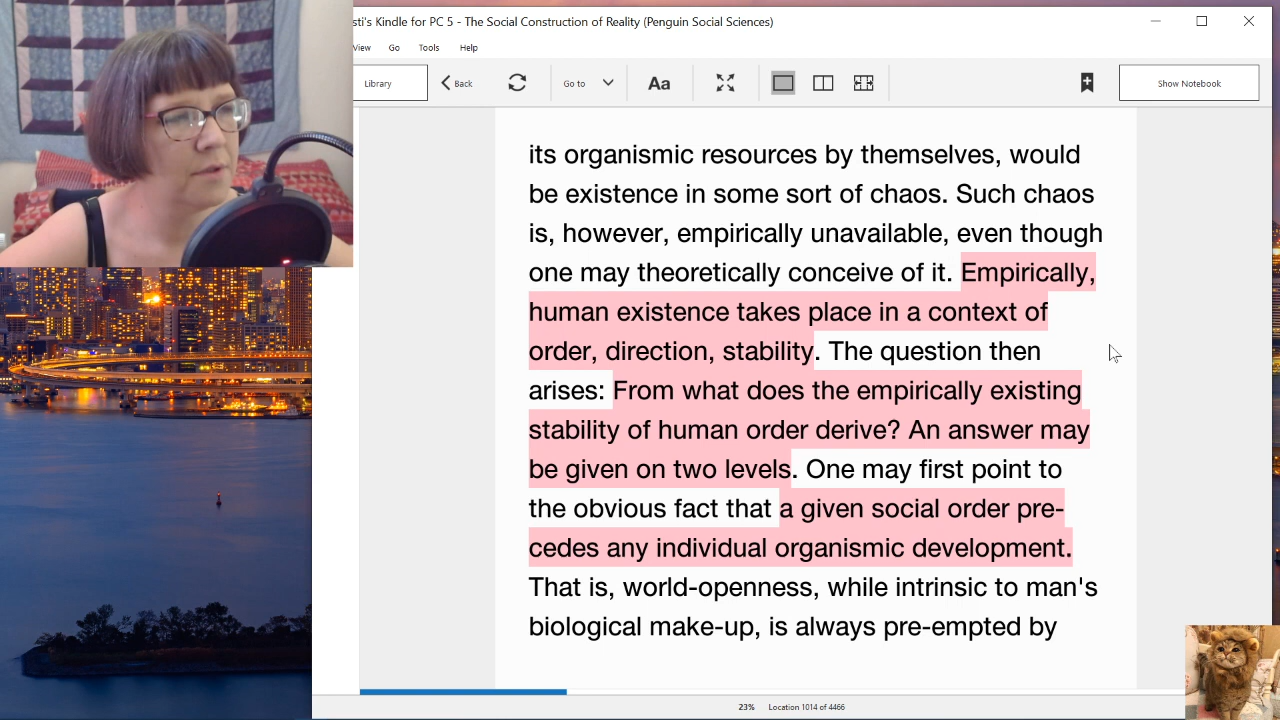 sti's Kindle for PC 5 - The Social Construction of Reality (Penguin Social Sciences)
View Go Tools Help
Library Back Go to Aa Show Notebook
its organismic resources by themselves, would
be existence in some sort of chaos. Such chaos
is, however, empirically unavailable, even though
one may theoretically conceive of it. Empirically,
human existence takes place in a context of
order, direction, stability. The question then
arises: From what does the empirically existing
stability of human order derive? An answer may
be given on two levels. One may first point to
the obvious fact that a given social order pre-
cedes any individual organismic development.
That is, world-openness, while intrinsic to man's
biological make-up, is always pre-empted by
23% Location 1014 of 4466